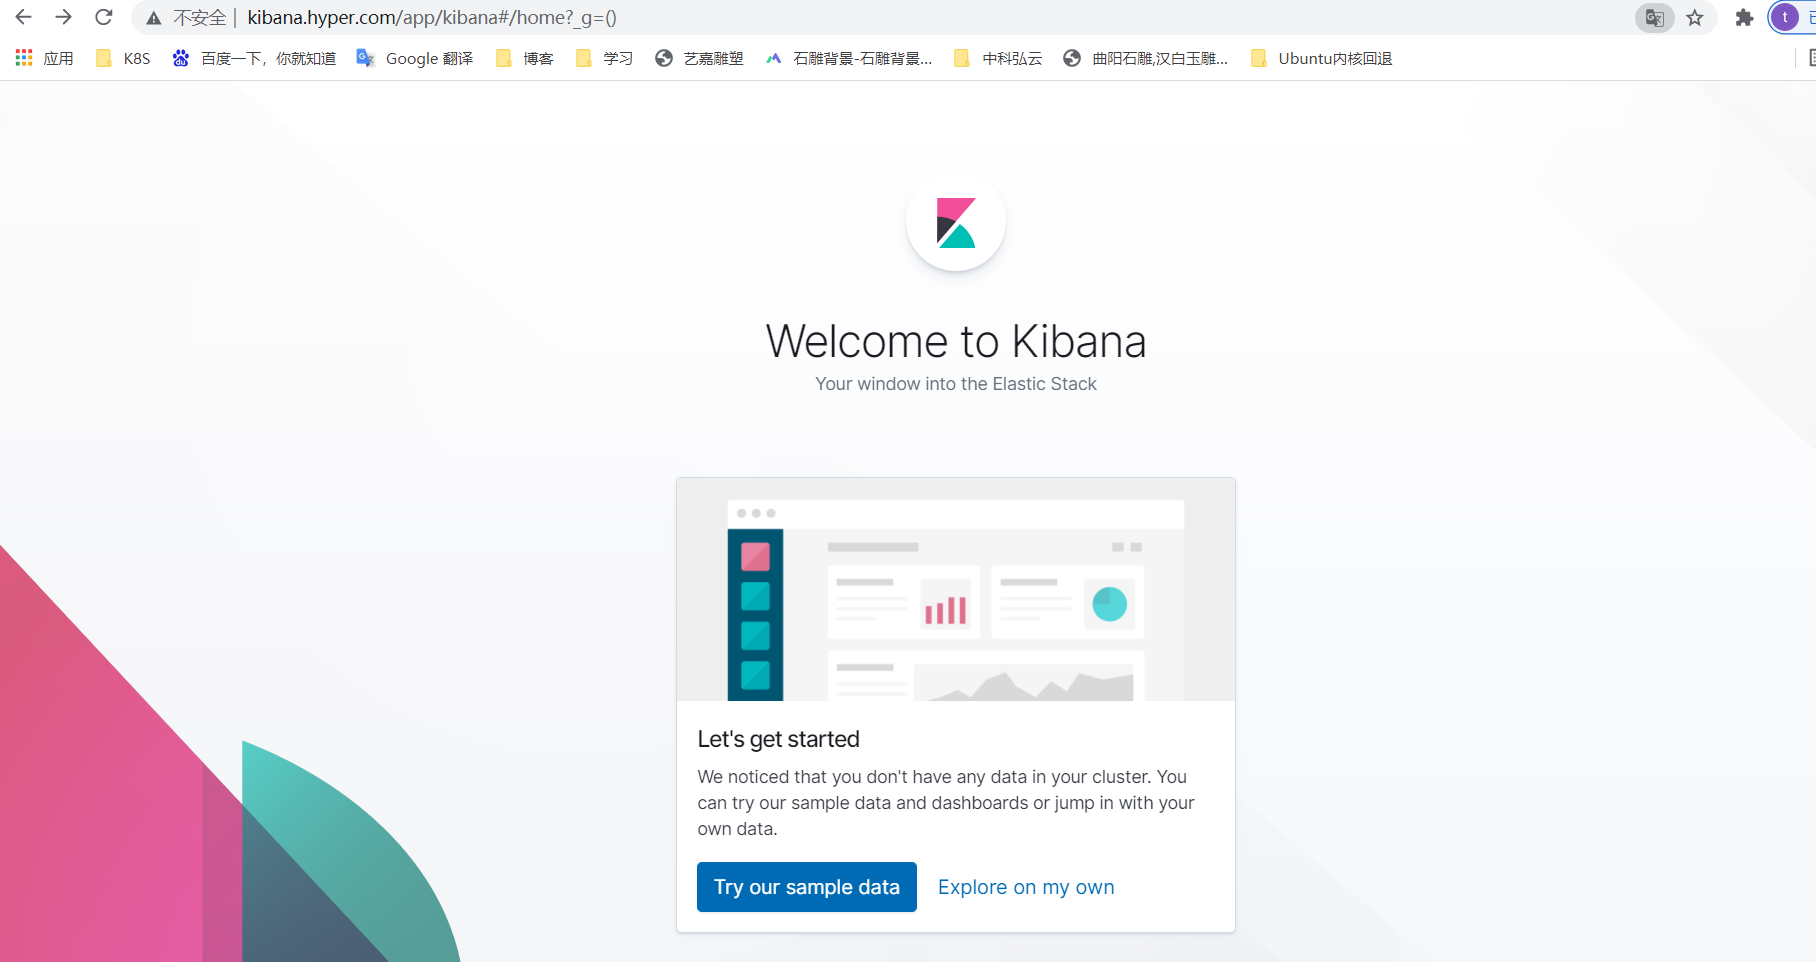 不安全 | kibana.hyper.com/app/kibana#/home?_g=()
t
应用 K8S 百度一下，你就知道 Google 翻译 博客 学习 艺嘉雕塑 石雕背景-石雕背景... 中科弘云 曲阳石雕,汉白玉雕... Ubuntu内核回退
Welcome to Kibana
Your window into the Elastic Stack
Let's get started
We noticed that you don't have any data in your cluster. You
can try our sample data and dashboards or jump in with your
own data.
Try our sample data Explore on my own